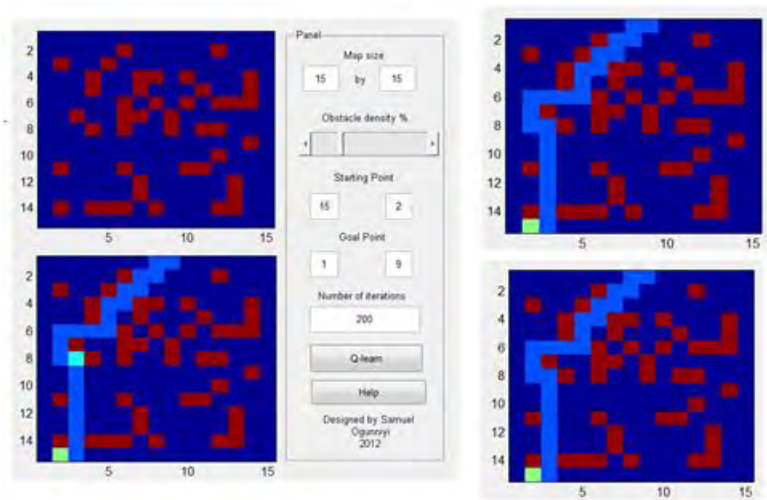 2
4
6
8
10
12
14
5 10 15
2
4
6
8
10
12
14
5 10 15
Panel
Map size
15 by 15
Obstacle density %
Starting Point
15 2
Goal Point
1 9
Number of iterations
200
Q-learn
Help
Designed by Samuel
Ogunniyi
2012
2
4
6
8
10
12
14
5 10 15
2
4
6
8
10
12
14
5 10 15